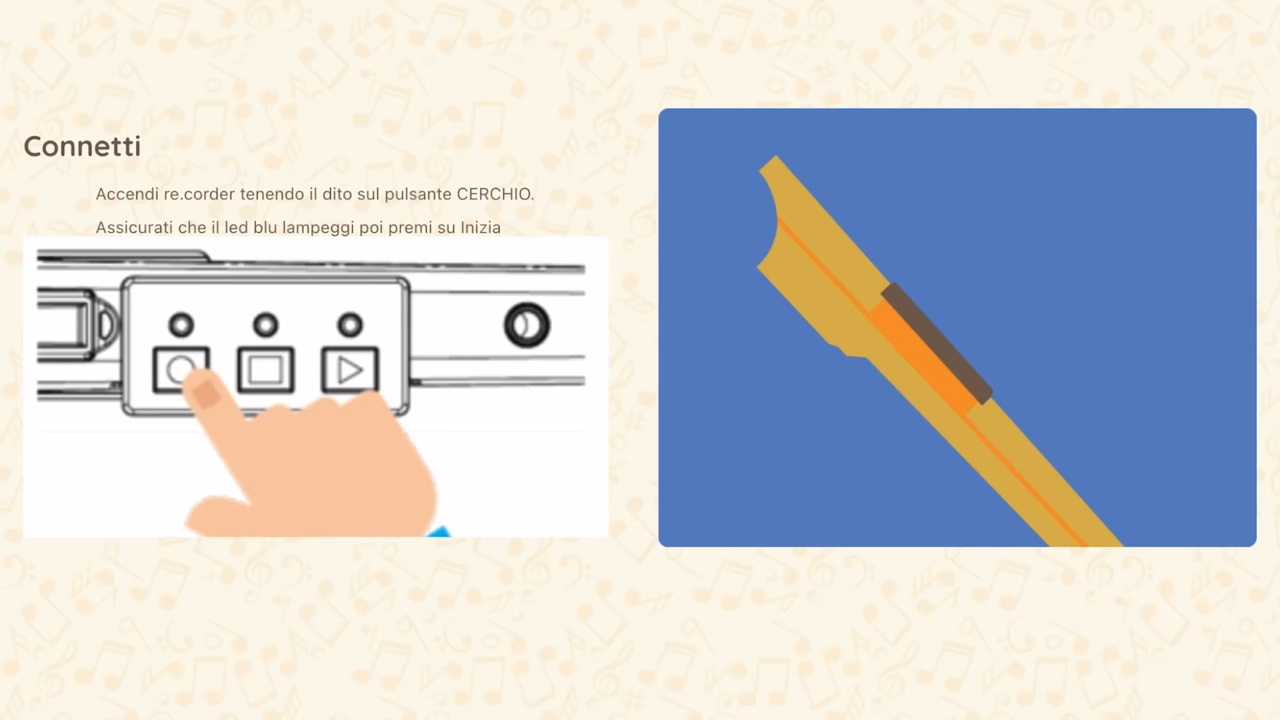 Connetti
Accendi re.corder tenendo il dito sul pulsante CERCHIO.
Assicurati che il led blu lampeggi poi premi su Inizia